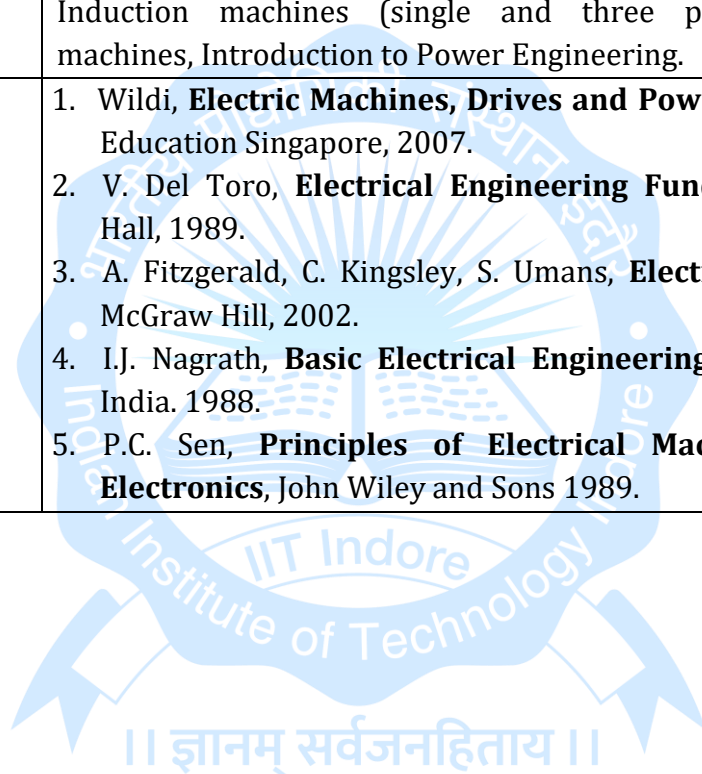 Induction machines (single and three p
machines, Introduction to Power Engineering.
1. Wildi, Electric Machines, Drives and Pow
Education Singapore, 2007.
2. V. Del Toro, Electrical Engineering Fun
Hall, 1989.
3. A. Fitzgerald, C. Kingsley, S. Umans, Elect
McGraw Hill, 2002.
4. I.J. Nagrath, Basic Electrical Engineering
India. 1988.
5. P.C. Sen, Principles of Electrical Mac
Electronics, John Wiley and Sons 1989.
भारतीय प्रौद्योगिकी संस्थान इंदौर
Indian Institute of Technology Indore
IIT Indore
।। ज्ञानम् सर्वजनहिताय ।।